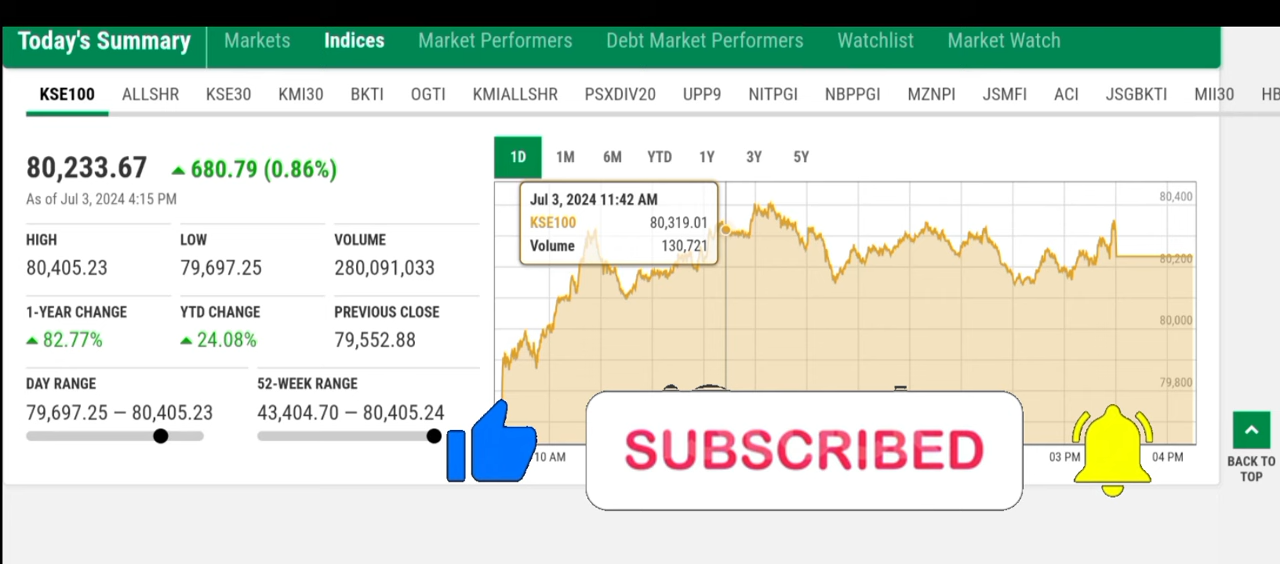 Today's Summary Markets Indices Market Performers Debt Market Performers Watchlist Market Watch
KSE100 ALLSHR KSE30 KMI30 BKTI OGTI KMIALLSHR PSXDIV20 UPP9 NITPGI NBPPGI MZNPI JSMFI ACI JSGBKTI MII30 HB
80,233.67 680.79 (0.86%)
As of Jul 3, 2024 4:15 PM
HIGH LOW VOLUME
80,405.23 79,697.25 280,091,033
1-YEAR CHANGE YTD CHANGE PREVIOUS CLOSE
82.77% 24.08% 79,552.88
DAY RANGE 52-WEEK RANGE
79,697.25 — 80,405.23 43,404.70 — 80,405.24
1D 1M 6M YTD 1Y 3Y 5Y
Jul 3, 2024 11:42 AM
KSE100 80,319.01
Volume 130,721
80,400
80,200
80,000
79,800
10 AM 03 PM 04 PM
SUBSCRIBED
BACK TO
TOP